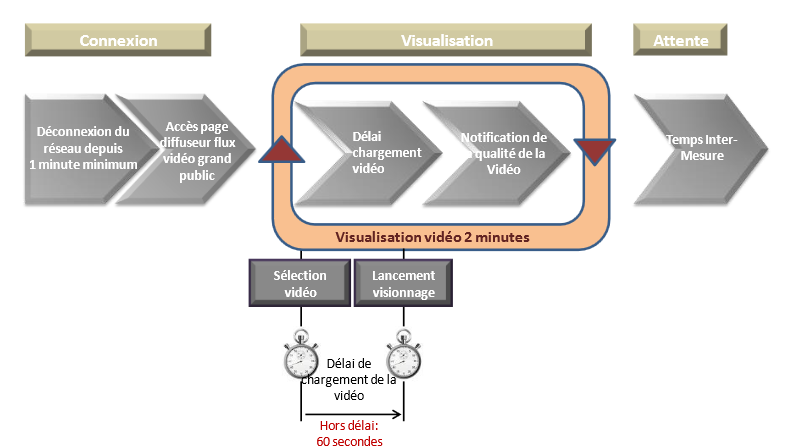 Connexion
Visualisation
Attente
Déconnexion du
réseau depuis
1 minute minimum
Accès page
diffuseur flux
vidéo grand
public
Délai
chargement
vidéo
Notification de
la qualité de la
Vidéo
Temps Inter-
Mesure
Visualisation vidéo 2 minutes
Sélection
vidéo
Lancement
visionnage
Délai de
chargement de la
vidéo
Hors délai:
60 secondes